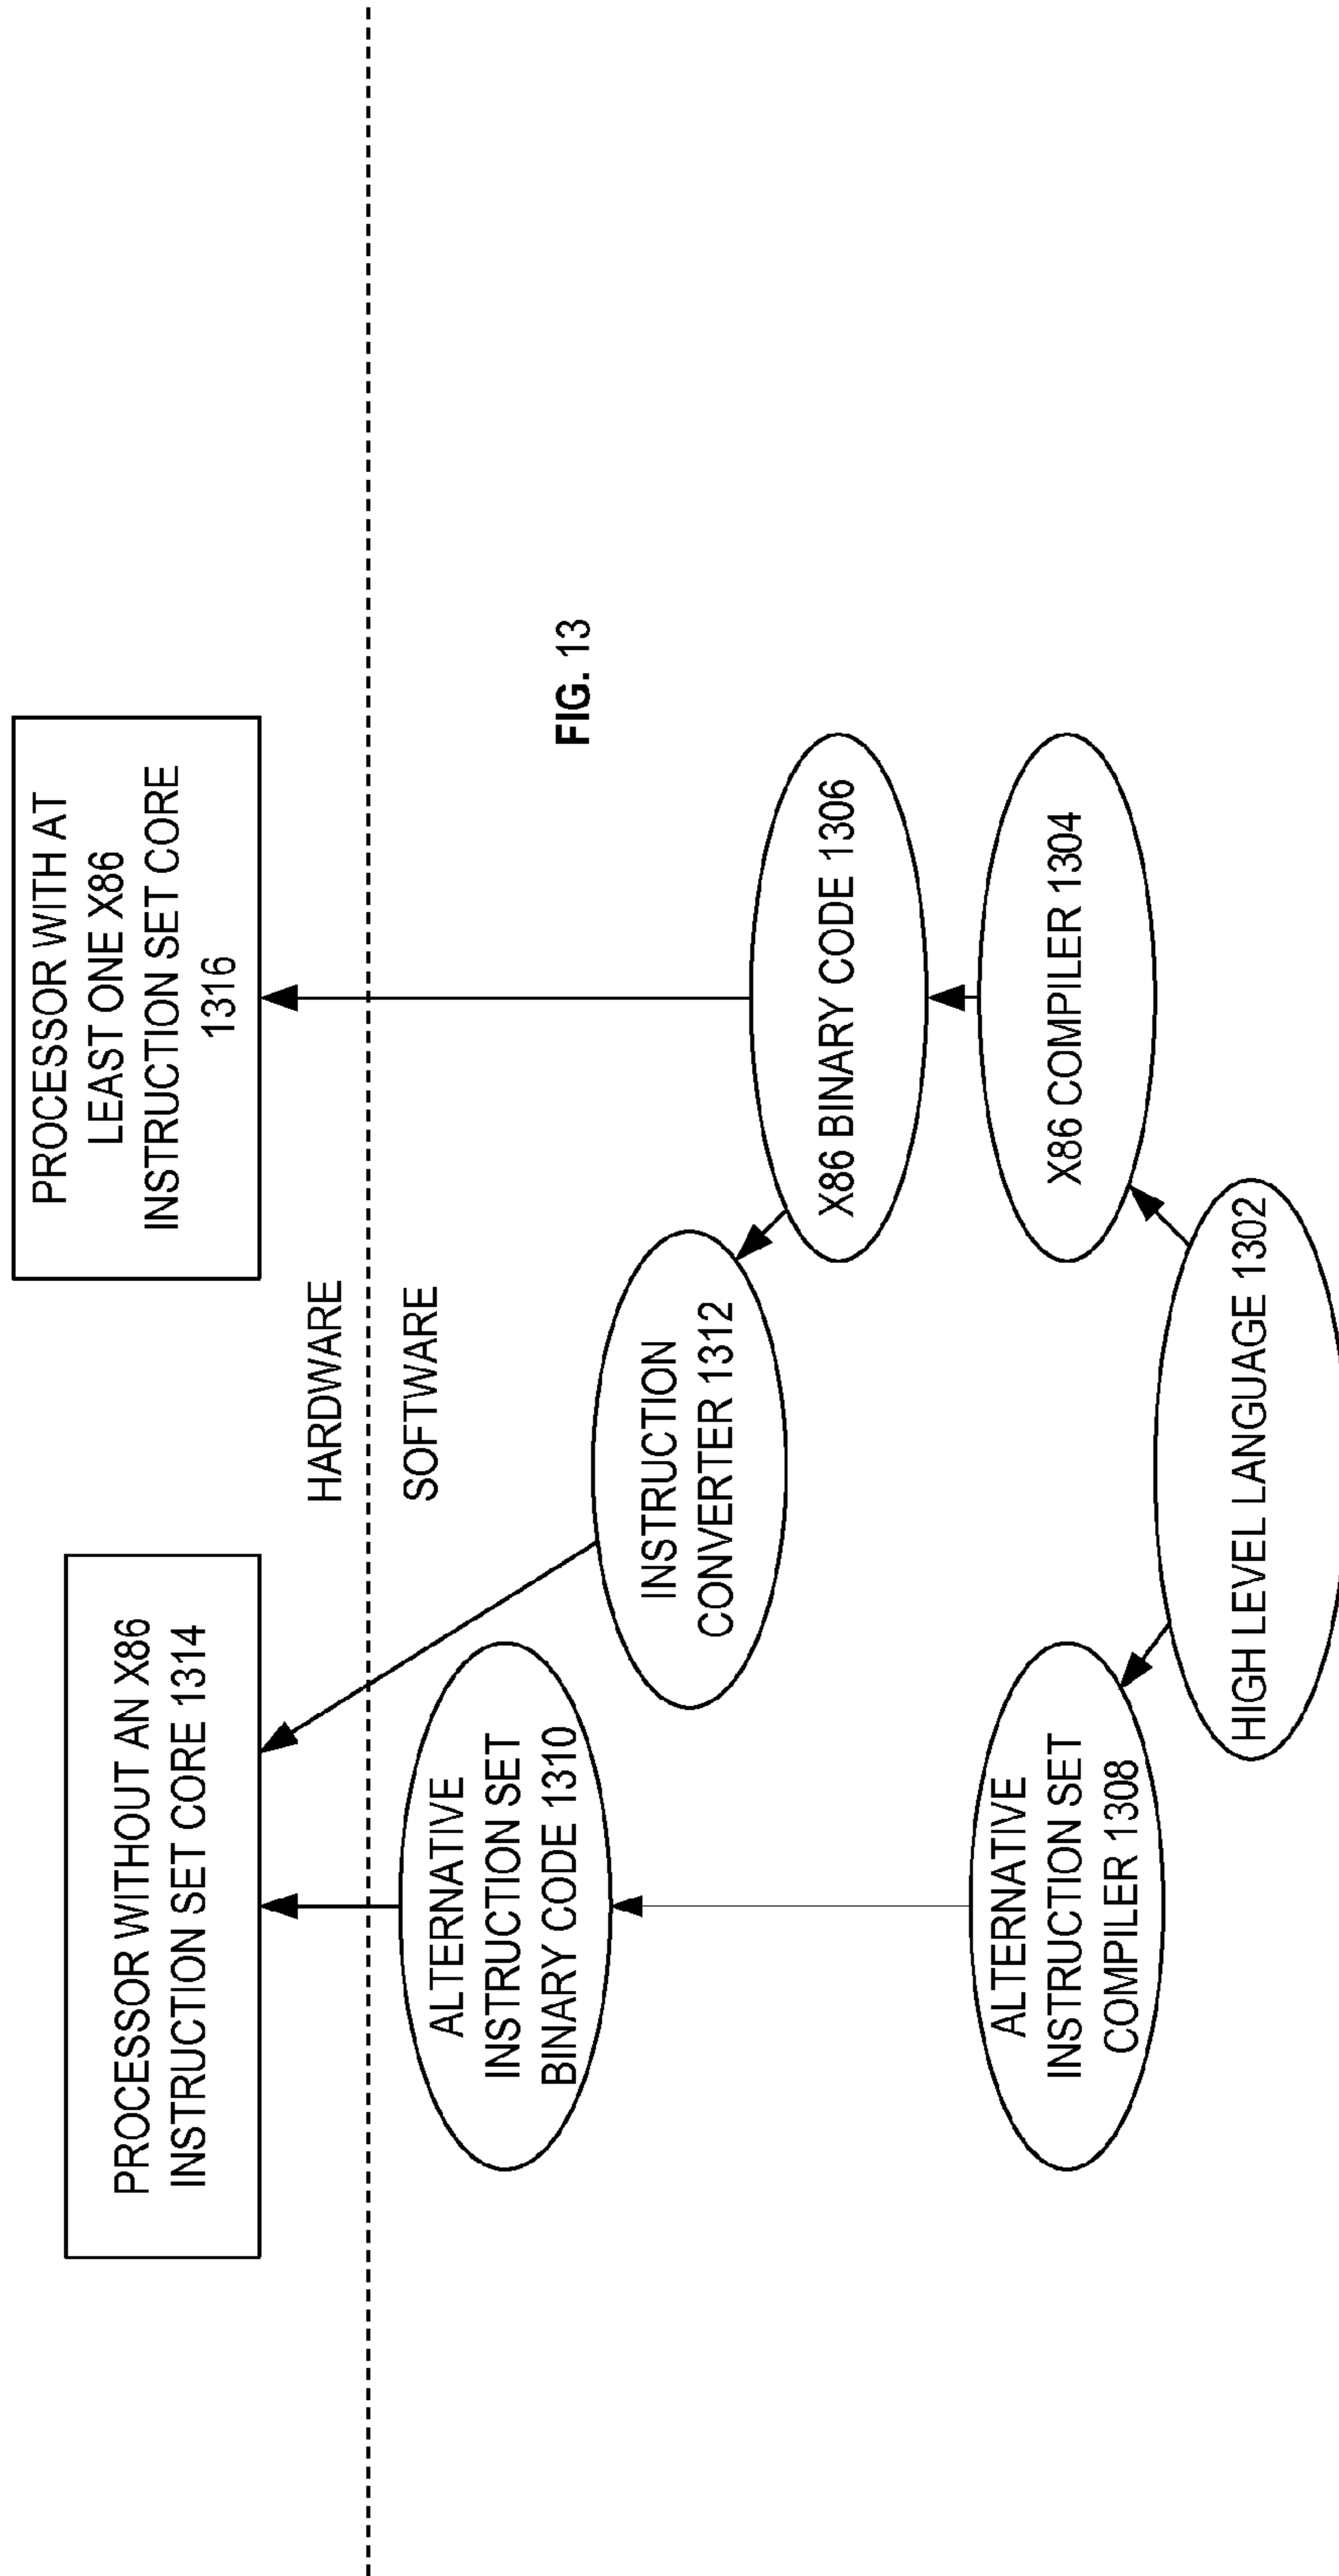 PROCESSOR WITHOUT AN X86
INSTRUCTION SET CORE 1314
PROCESSOR WITH AT
LEAST ONE X86
INSTRUCTION SET CORE
1316
HARDWARE
SOFTWARE
ALTERNATIVE
INSTRUCTION SET
BINARY CODE 1310
FIG. 13
INSTRUCTION
CONVERTER 1312
X86 BINARY CODE 1306
ALTERNATIVE
INSTRUCTION SET
COMPILER 1308
X86 COMPILER 1304
HIGH LEVEL LANGUAGE 1302